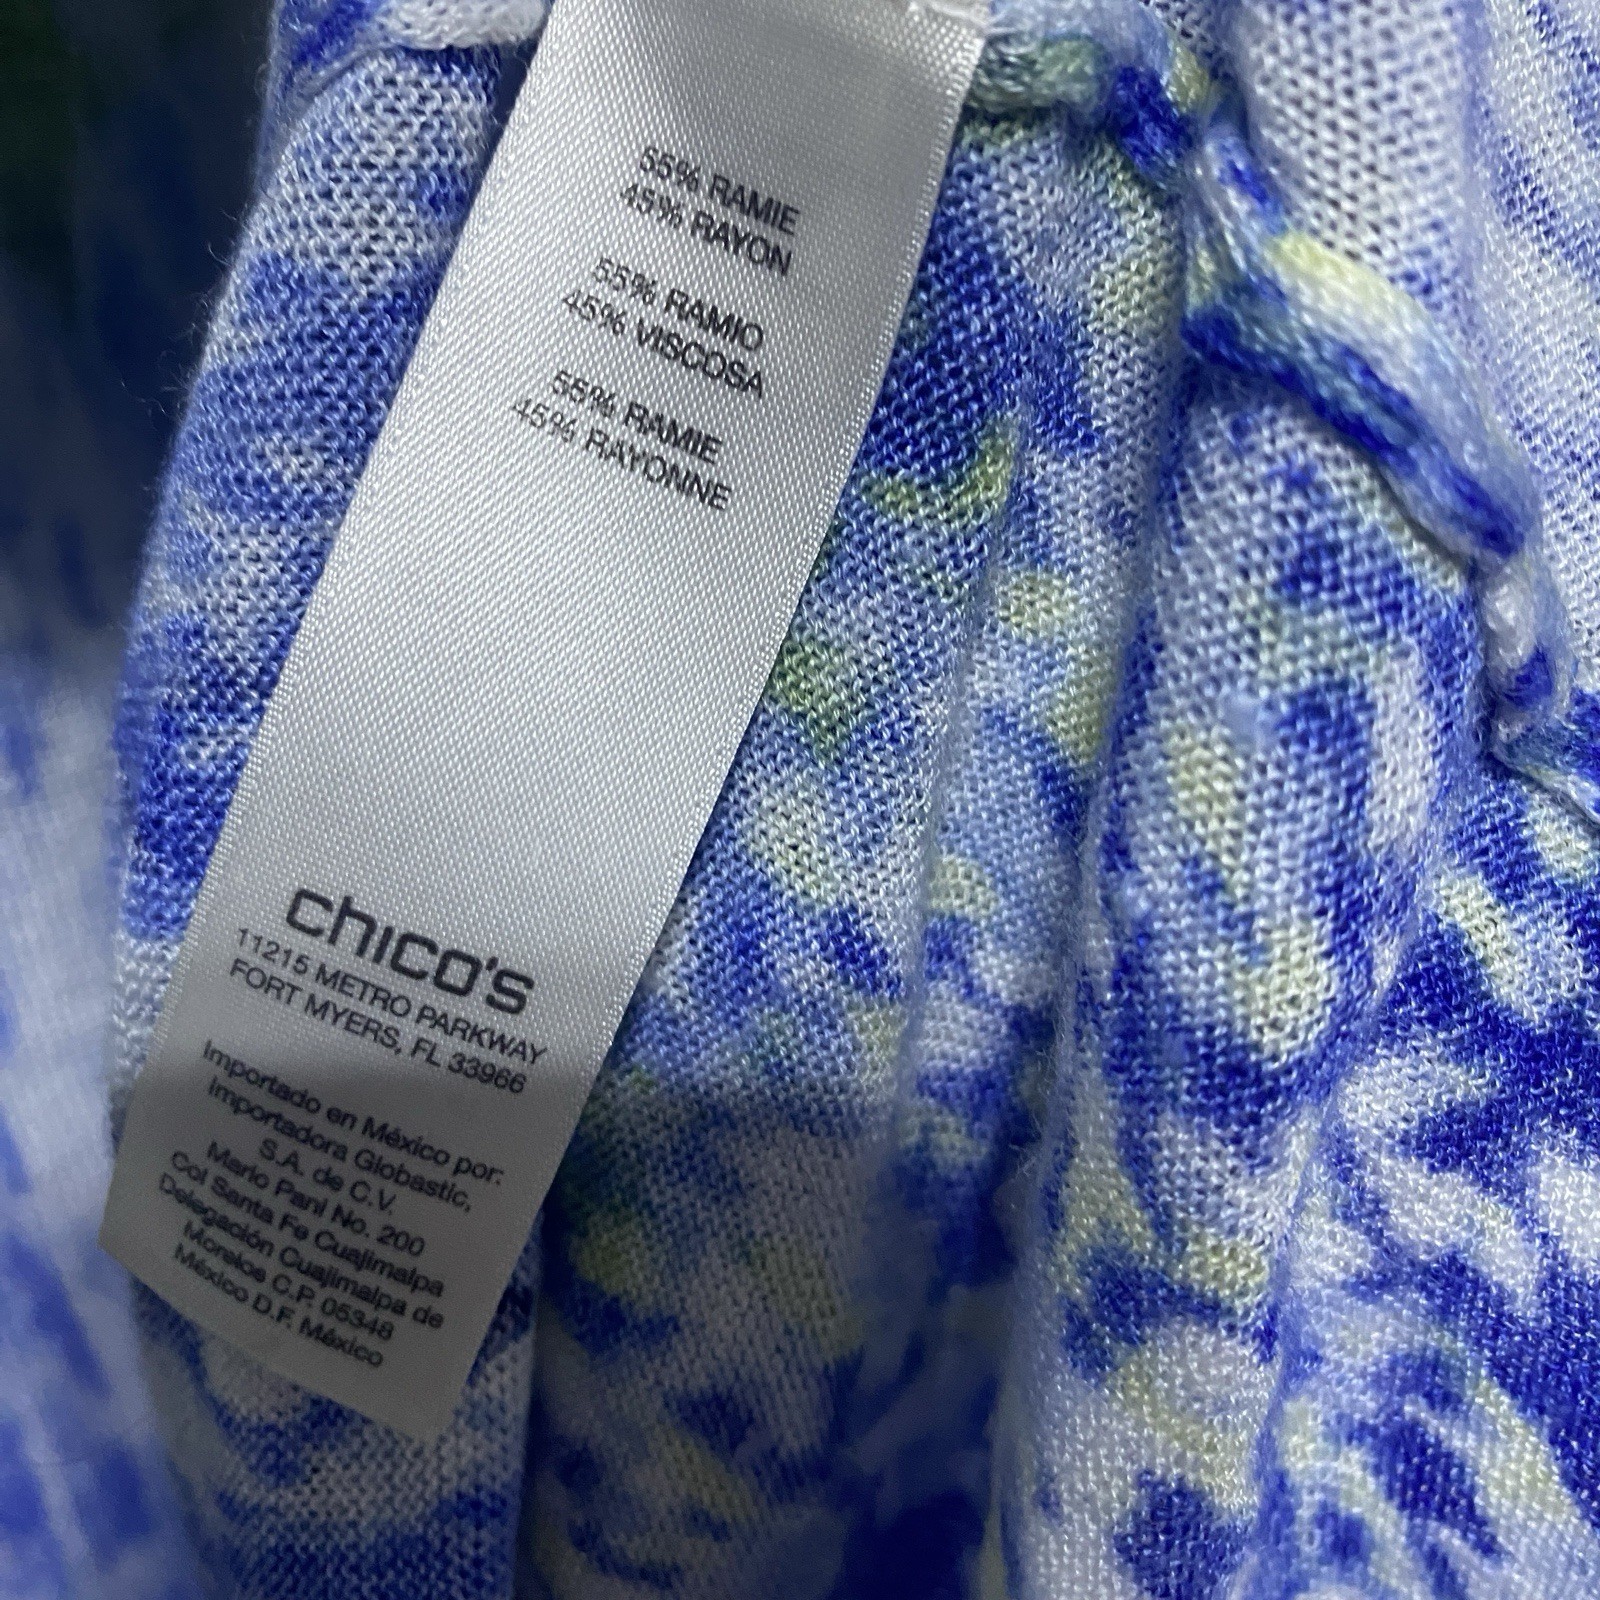 55% RAMIE
45% RAYON
55% RAMIO
45% VISCOSA
55% RAMIE
45% RAYONNE
chico's
11215 METRO PARKWAY
FORT MYERS, FL 33966
Importado en México por:
Importadora Globastic,
S.A. de C.V.
Mario Pani No. 200
Col Santa Fe Cuajimalpa
Delegación Cuajimalpa de
Morelos C.P. 05348
México D.F. México